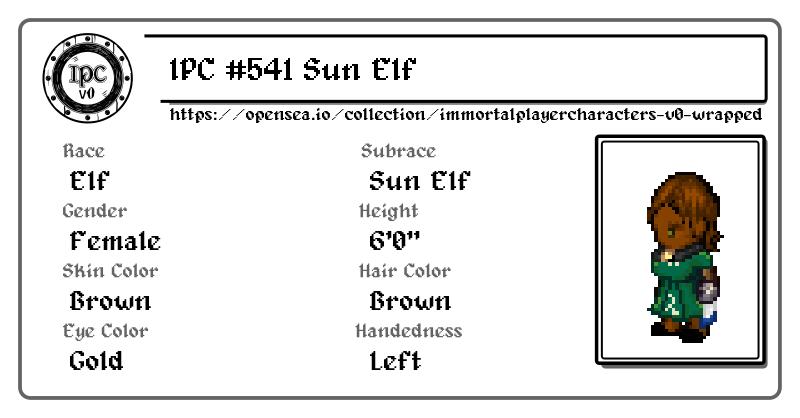 IPC
v0
IPC #541 Sun Elf
https://opensea.io/collection/immortalplayercharacters-v0-wrapped
Race
Elf
Subrace
Sun Elf
Gender
Female
Height
6'0"
Skin Color
Brown
Hair Color
Brown
Eye Color
Gold
Handedness
Left